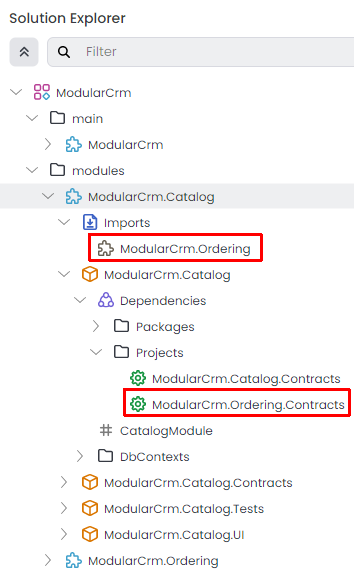 Solution Explorer
Filter
ModularCrm
main
ModularCrm
modules
ModularCrm.Catalog
Imports
ModularCrm.Ordering
ModularCrm.Catalog
Dependencies
Packages
Projects
ModularCrm.Catalog.Contracts
ModularCrm.Ordering.Contracts
CatalogModule
DbContexts
ModularCrm.Catalog.Contracts
ModularCrm.Catalog.Tests
ModularCrm.Catalog.UI
ModularCrm.Ordering